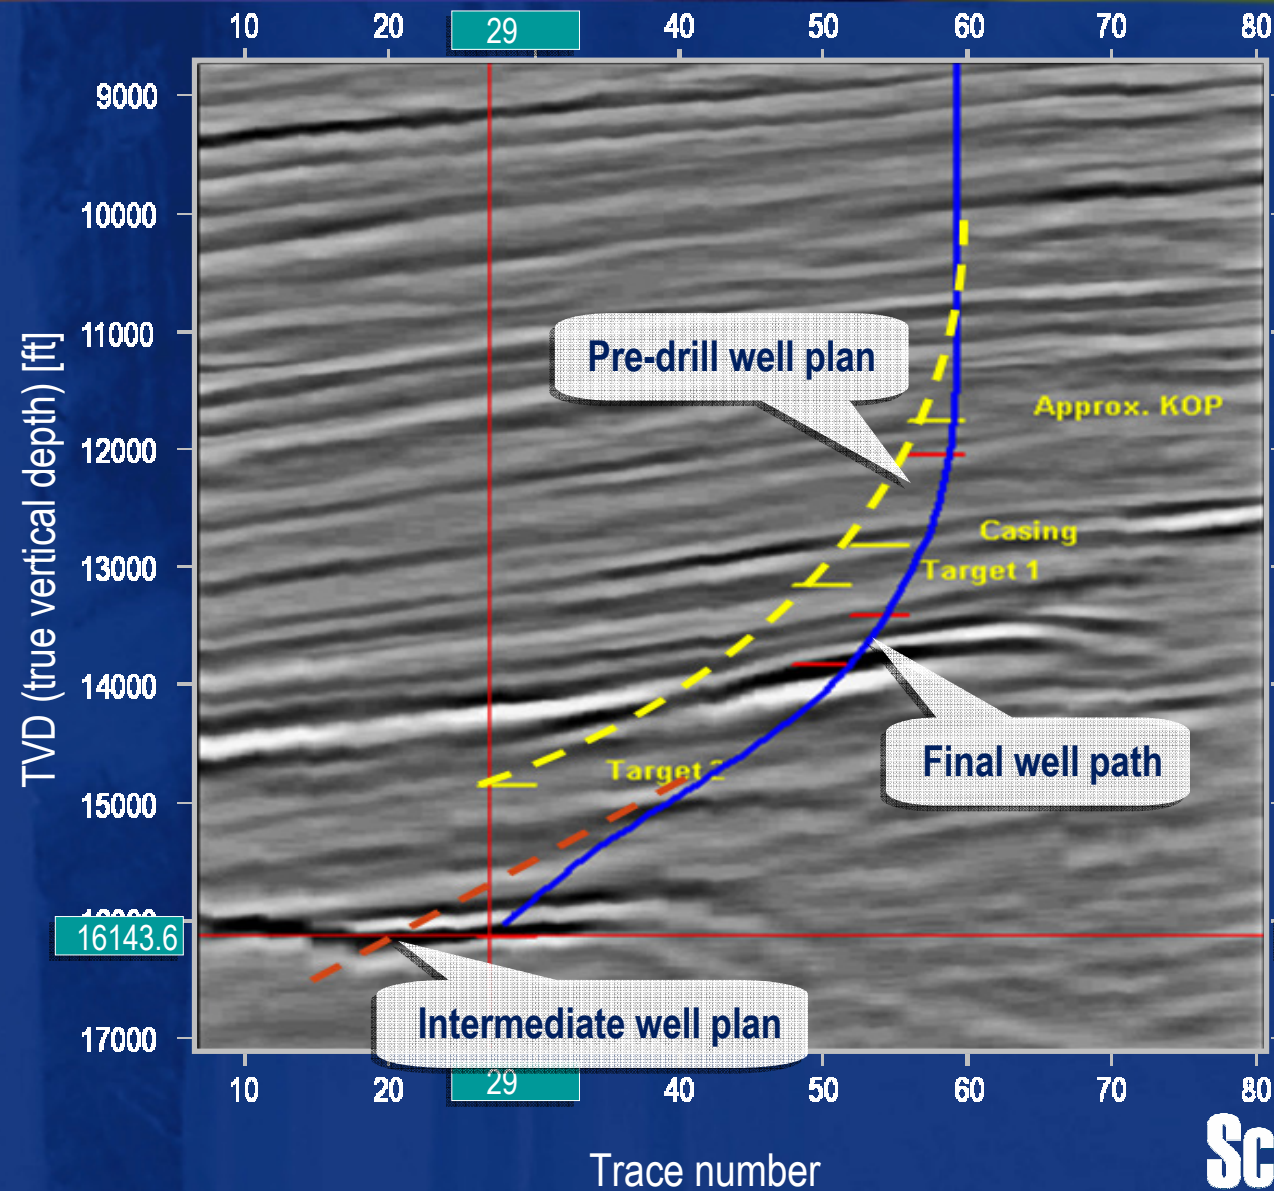 10 20 29 40 50 60 70 80
9000
10000
11000
12000
13000
14000
15000
16000
16143.6
17000
TVD (true vertical depth) [ft]
Pre-drill well plan
Approx. KOP
Casing
Target 1
Final well path
Target 2
Intermediate well plan
10 20 29 40 50 60 70 80
Trace number
Sc